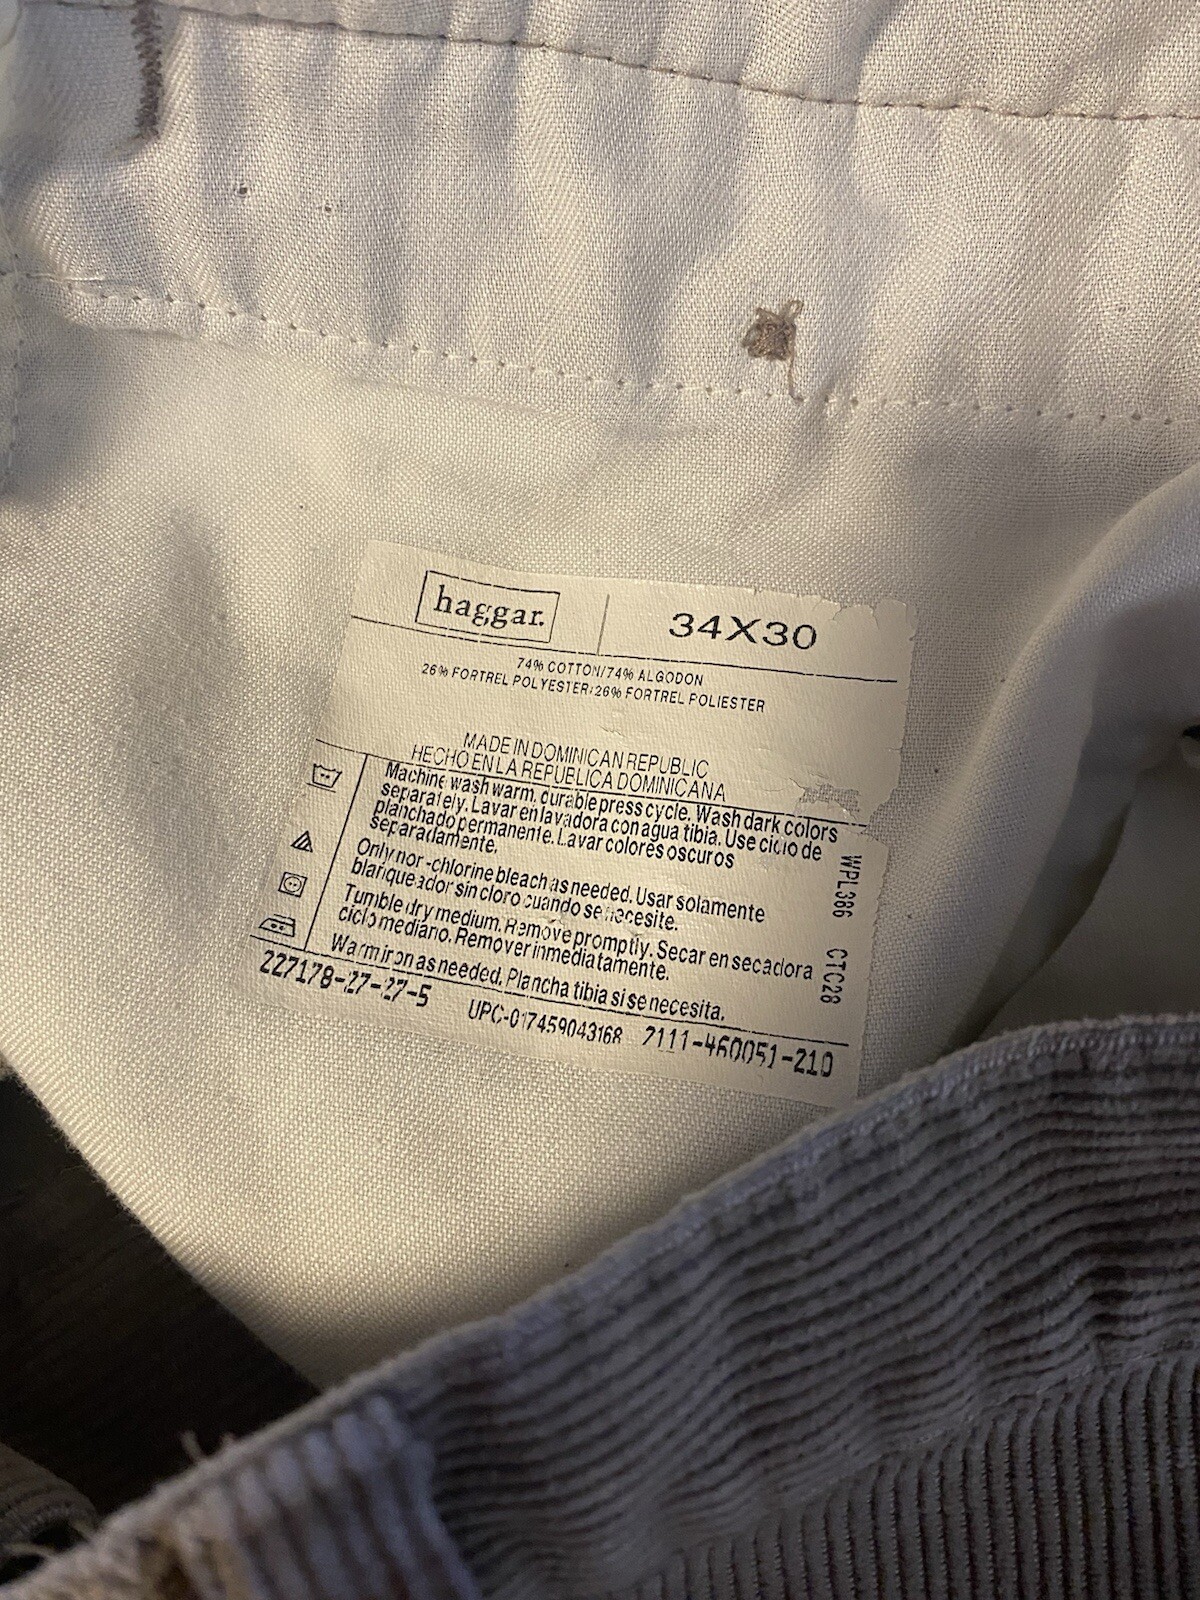 haggar.
34X30
74% COTTON/74% ALGODON
26% FORTREL POLYESTER/26% FORTREL POLIESTER
MADE IN DOMINICAN REPUBLIC
HECHO EN LA REPUBLICA DOMINICANA
Machine wash warm, durable press cycle. Wash dark colors
separately. Lavar en lavadora con agua tibia. Use ciclo de
planchado permanente. Lavar colores oscuros
separadamente.
Only non-chlorine bleach as needed. Usar solamente
blanqueador sin cloro cuando se necesite.
Tumble dry medium. Remove promptly. Secar en secadora
ciclo mediano. Remover inmediatamente.
Warm iron as needed. Plancha tibia si se necesita.
WPL386 CTC28
227178-27-27-5
UPC-017459043168 2111-460051-210